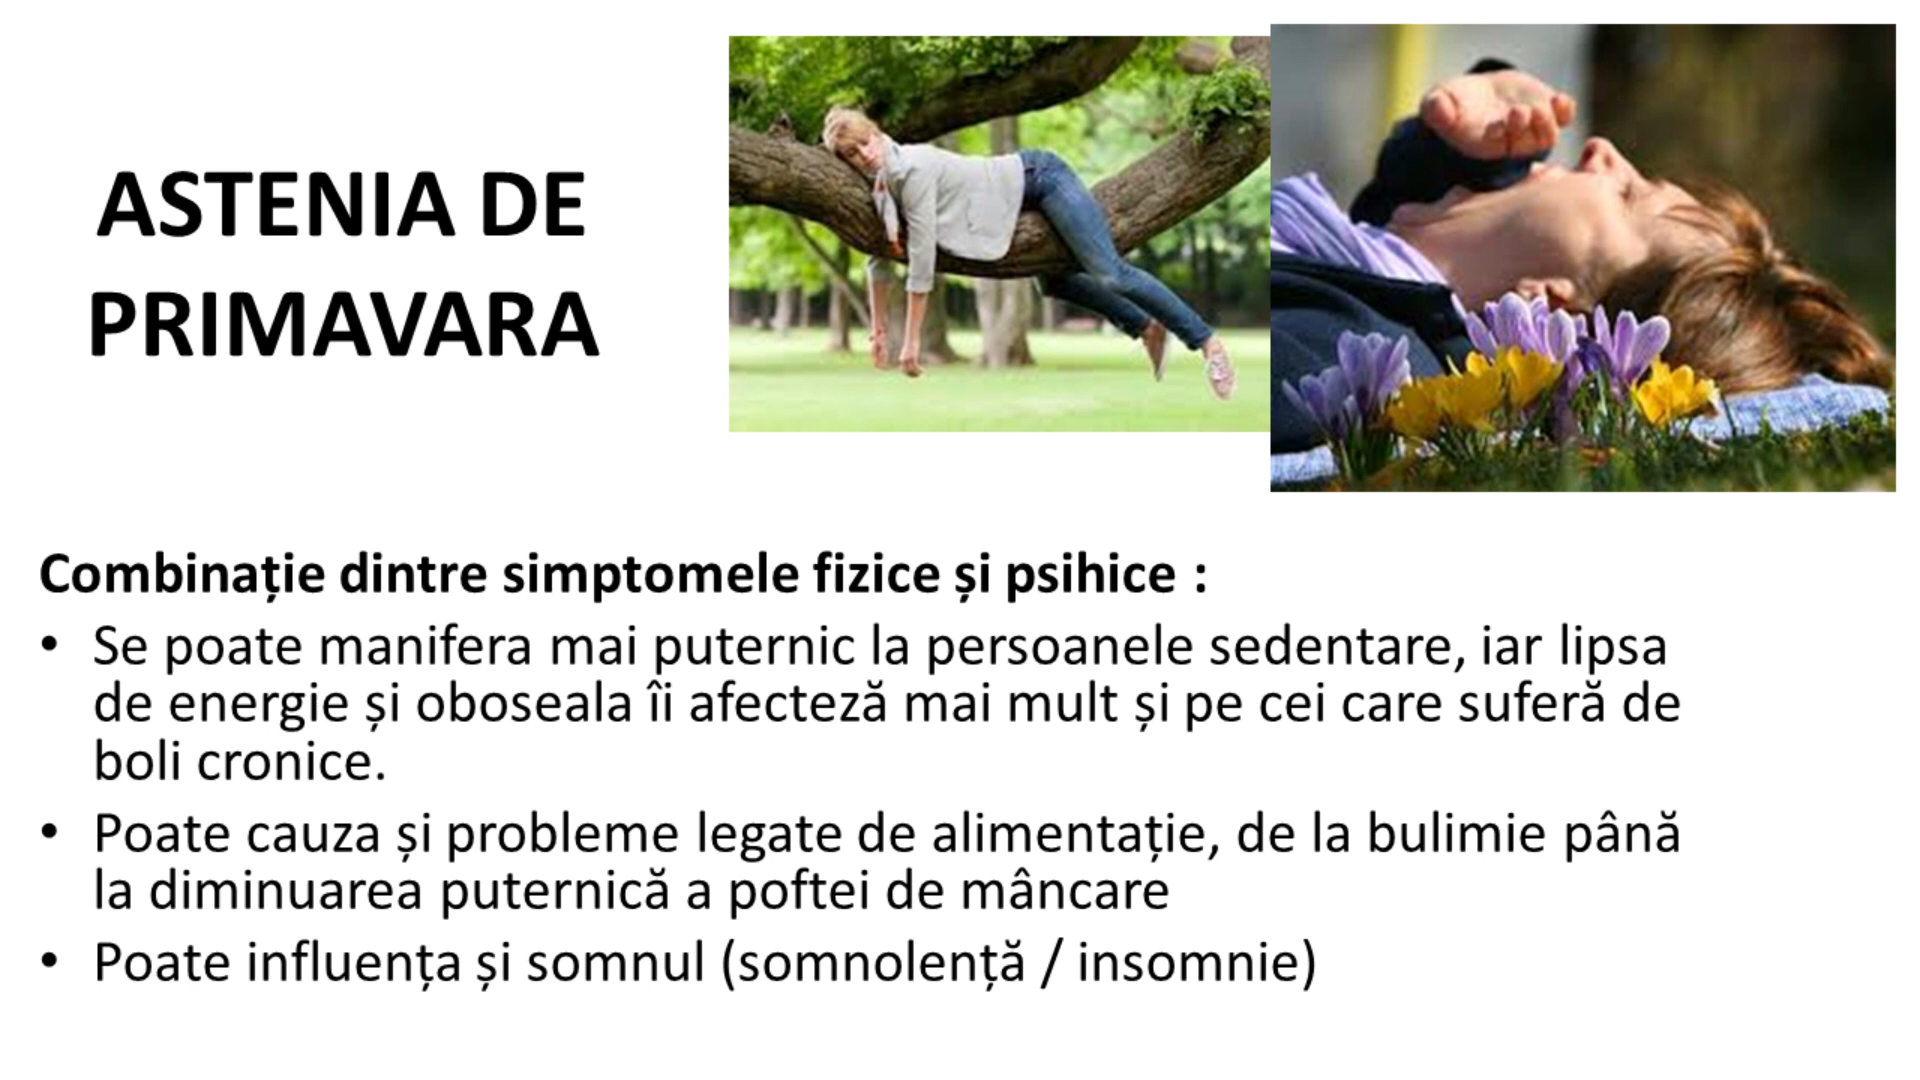 ASTENIA DE
PRIMAVARA
Combinație dintre simptomele fizice și psihice :
• Se poate manifera mai puternic la persoanele sedentare, iar lipsa
de energie și oboseala îi afecteză mai mult și pe cei care suferă de
boli cronice.
• Poate cauza și probleme legate de alimentație, de la bulimie până
la diminuarea puternică a poftei de mâncare
• Poate influența și somnul (somnolență / insomnie)